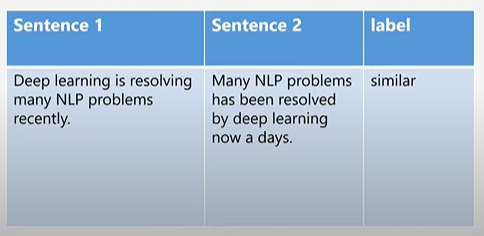 Sentence 1
Sentence 2
label
Deep learning is resolving
many NLP problems
recently.
Many NLP problems
has been resolved
by deep learning
now a days.
similar